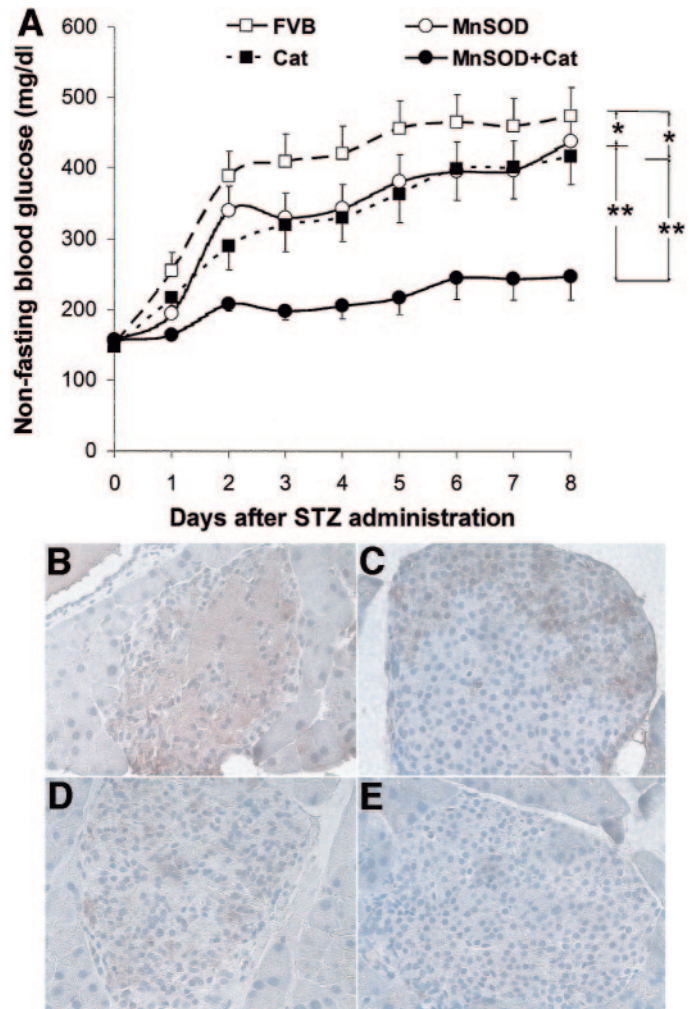 A
FVB
MnSOD
Cat
MnSOD+Cat
Non-fasting blood glucose (mg/dl)
600
500
400
300
200
100
0
0 1 2 3 4 5 6 7 8
Days after STZ administration
*
*
**
**
B
C
D
E